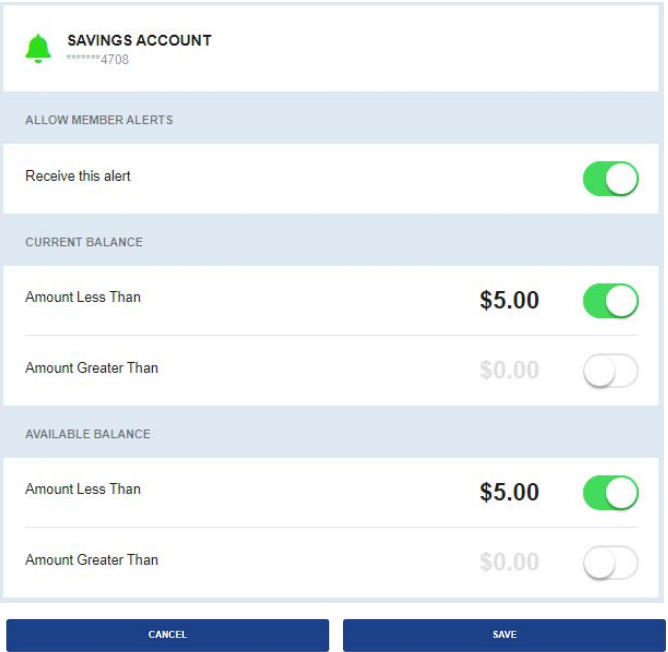 SAVINGS ACCOUNT
*******4708
ALLOW MEMBER ALERTS
Receive this alert
CURRENT BALANCE
Amount Less Than $5.00
Amount Greater Than $0.00
AVAILABLE BALANCE
Amount Less Than $5.00
Amount Greater Than $0.00
CANCEL SAVE